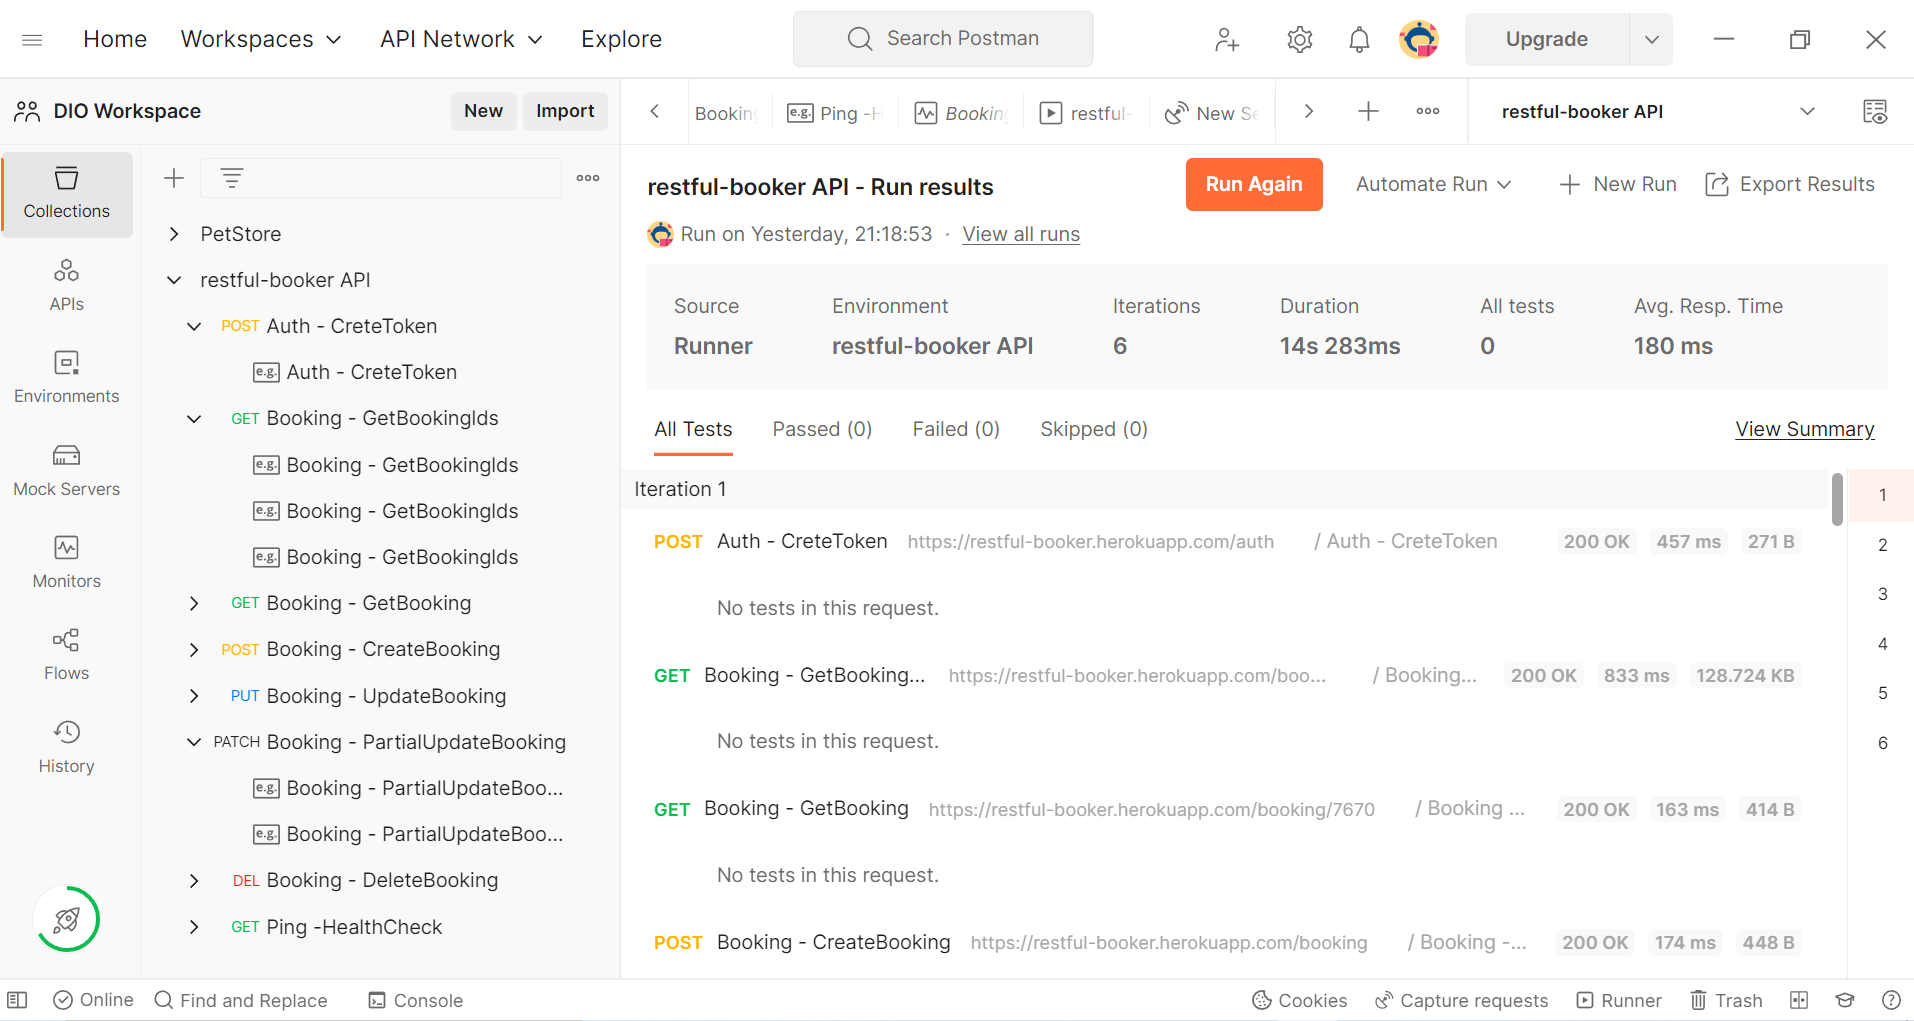 Home Workspaces API Network Explore Search Postman Upgrade
DIO Workspace New Import
Booking Ping -H Booking restful- New Se restful-booker API
Collections
APIs
Environments
Mock Servers
Monitors
Flows
History
PetStore
restful-booker API
POST Auth - CreteToken
e.g. Auth - CreteToken
GET Booking - GetBookingIds
e.g. Booking - GetBookingIds
e.g. Booking - GetBookingIds
e.g. Booking - GetBookingIds
GET Booking - GetBooking
POST Booking - CreateBooking
PUT Booking - UpdateBooking
PATCH Booking - PartialUpdateBooking
e.g. Booking - PartialUpdateBoo...
e.g. Booking - PartialUpdateBoo...
DEL Booking - DeleteBooking
GET Ping -HealthCheck
restful-booker API - Run results Run Again Automate Run New Run Export Results
Run on Yesterday, 21:18:53 · View all runs
Source Environment Iterations Duration All tests Avg. Resp. Time
Runner restful-booker API 6 14s 283ms 0 180 ms
All Tests Passed (0) Failed (0) Skipped (0) View Summary
Iteration 1
POST Auth - CreteToken https://restful-booker.herokuapp.com/auth / Auth - CreteToken 200 OK 457 ms 271 B
No tests in this request.
GET Booking - GetBooking... https://restful-booker.herokuapp.com/boo... / Booking... 200 OK 833 ms 128.724 KB
No tests in this request.
GET Booking - GetBooking https://restful-booker.herokuapp.com/booking/7670 / Booking ... 200 OK 163 ms 414 B
No tests in this request.
POST Booking - CreateBooking https://restful-booker.herokuapp.com/booking / Booking -... 200 OK 174 ms 448 B
1
2
3
4
5
6
Online Find and Replace Console Cookies Capture requests Runner Trash